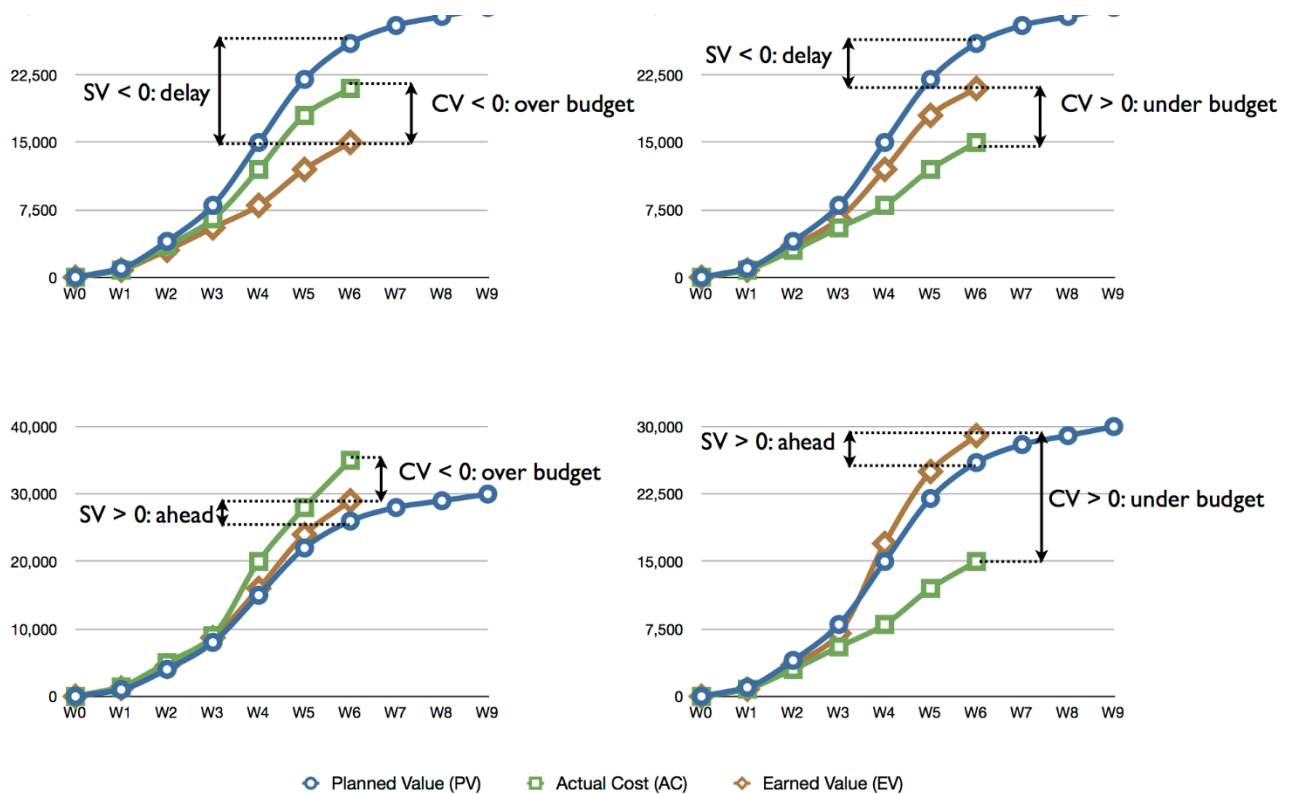 SV < 0: delay
22,500
CV < 0: over budget
15,000
7,500
0
W0 W1 W2 W3 W4 W5 W6 W7 W8 W9
SV < 0: delay
22,500
CV > 0: under budget
15,000
7,500
0
W0 W1 W2 W3 W4 W5 W6 W7 W8 W9
40,000
CV < 0: over budget
30,000
SV > 0: ahead
20,000
10,000
0
W0 W1 W2 W3 W4 W5 W6 W7 W8 W9
30,000
SV > 0: ahead
22,500
CV > 0: under budget
15,000
7,500
0
W0 W1 W2 W3 W4 W5 W6 W7 W8 W9
Planned Value (PV) Actual Cost (AC) Earned Value (EV)